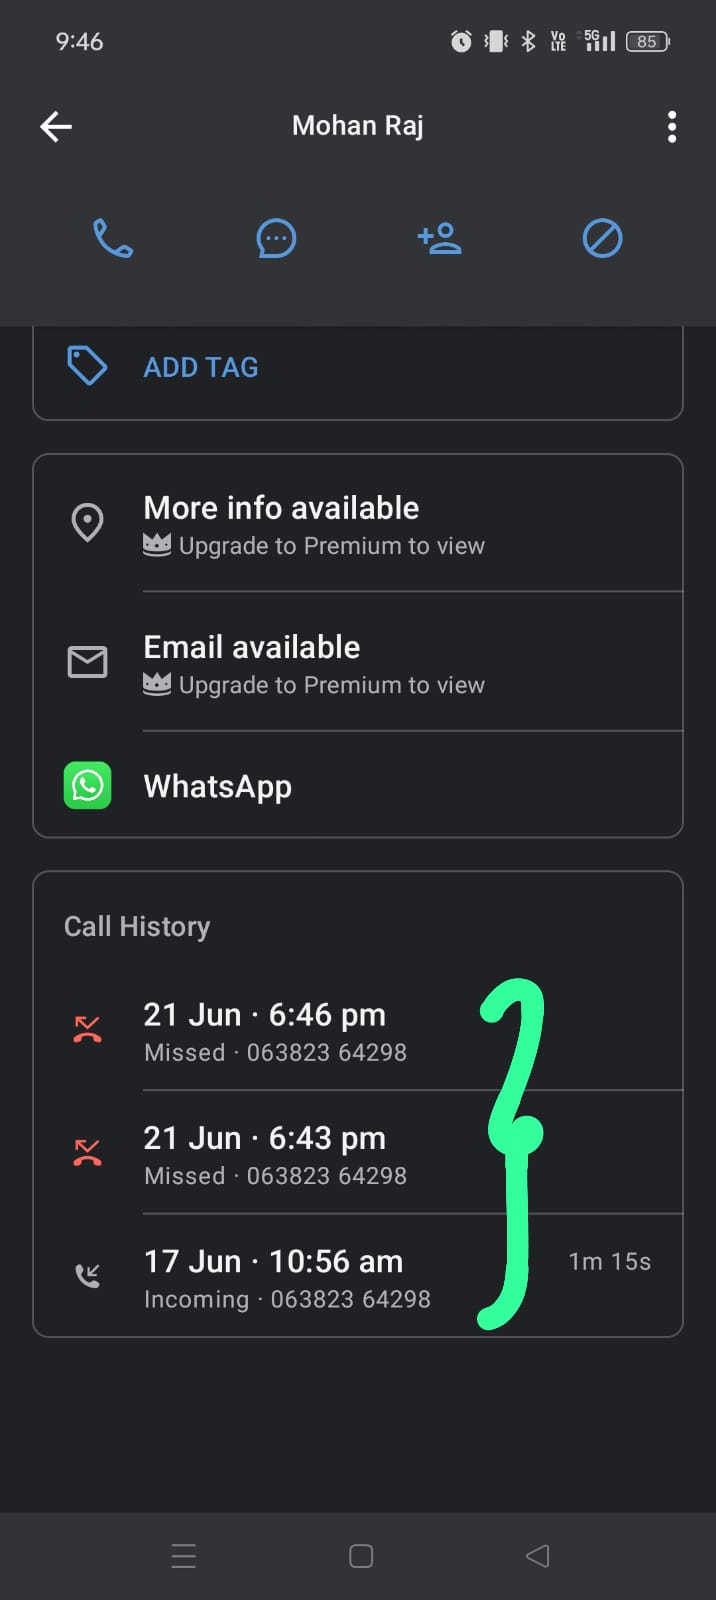 9:46
Vo LTE 5G 85
Mohan Raj
ADD TAG
More info available
Upgrade to Premium to view
Email available
Upgrade to Premium to view
WhatsApp
Call History
21 Jun · 6:46 pm
Missed · 063823 64298
21 Jun · 6:43 pm
Missed · 063823 64298
17 Jun · 10:56 am 1m 15s
Incoming · 063823 64298